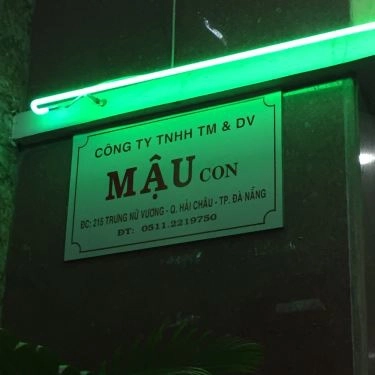 CÔNG TY TNHH TM & DV
MẬU CON
ĐC: 215 TRƯNG NỮ VƯƠNG - Q. HẢI CHÂU - TP. ĐÀ NẴNG
ĐT: 0511.2219750